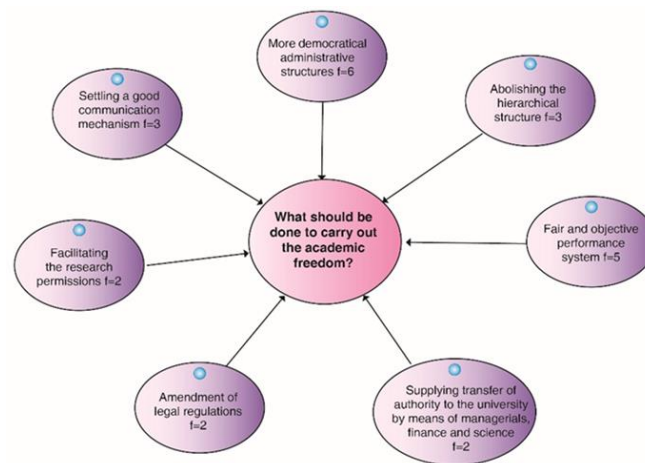 More democratical
administrative
structures f=6
Settling a good
communication
mechanism f=3
Abolishing the
hierarchical
structure f=3
What should be
done to carry out
the academic
freedom?
Facilitating
the research
permissions f=2
Fair and objective
performance
system f=5
Amendment of
legal regulations
f=2
Supplying transfer of
authority to the university
by means of managerials,
finance and science
f=2